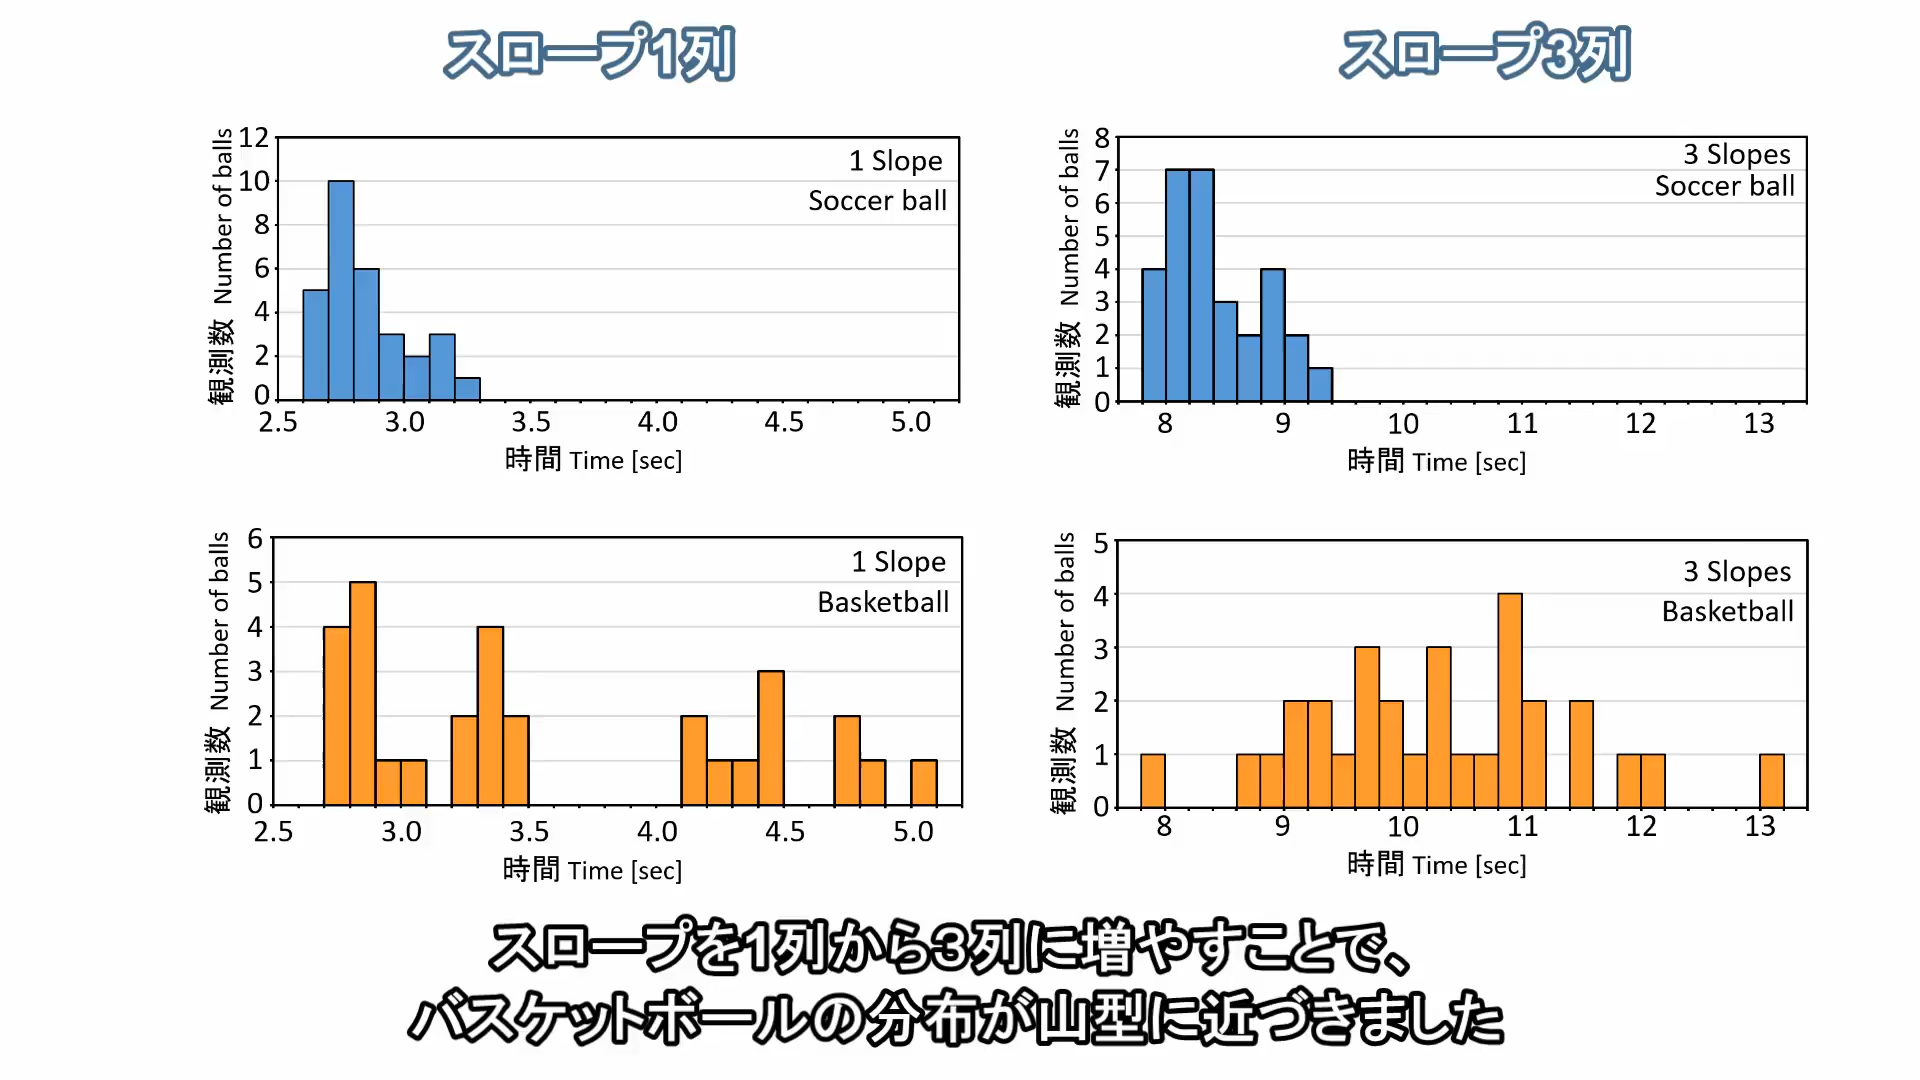 スロープ1列
スロープ3列
観測数 Number of balls
12
10
8
6
4
2
0
1 Slope
Soccer ball
2.5 3.0 3.5 4.0 4.5 5.0
時間 Time [sec]
観測数 Number of balls
8
7
6
5
4
3
2
1
0
3 Slopes
Soccer ball
8 9 10 11 12 13
時間 Time [sec]
観測数 Number of balls
6
5
4
3
2
1
0
1 Slope
Basketball
2.5 3.0 3.5 4.0 4.5 5.0
時間 Time [sec]
観測数 Number of balls
5
4
3
2
1
0
3 Slopes
Basketball
8 9 10 11 12 13
時間 Time [sec]
スロープを1列から3列に増やすことで、
バスケットボールの分布が山型に近づきました